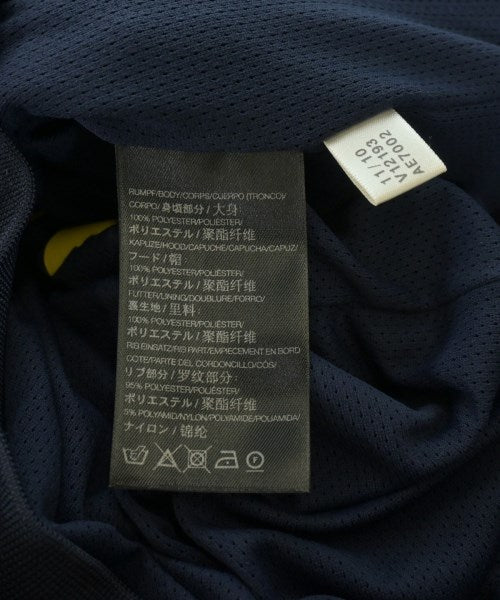 RUMPF/BODY/CORPS/CUERPO (TRONCO)/
CORPO/身頃部分/大身
100% POLYESTER/POLIÉSTER/
ポリエステル/聚酯纤维
KAPUZE/HOOD/CAPUCHE/CAPUCHA/CAPUZ/
フード/帽
100% POLYESTER/POLIÉSTER/
ポリエステル/聚酯纤维
FUTTER/LINING/DOUBLURE/FORRO/
裏生地/里料
100% POLYESTER/POLIÉSTER/
ポリエステル/聚酯纤维
RIB EINSATZ/RIB PART/EMPIECEMENT EN BORD
COTE/PARTE DEL CORDONCILLO/CÓS/
リブ部分/罗纹部分
95% POLYESTER/POLIÉSTER/
ポリエステル/聚酯纤维
5% POLYAMID/NYLON/POLYAMIDE/POLIAMIDA/
ナイロン/锦纶
F
11/10
V12193
AE7002